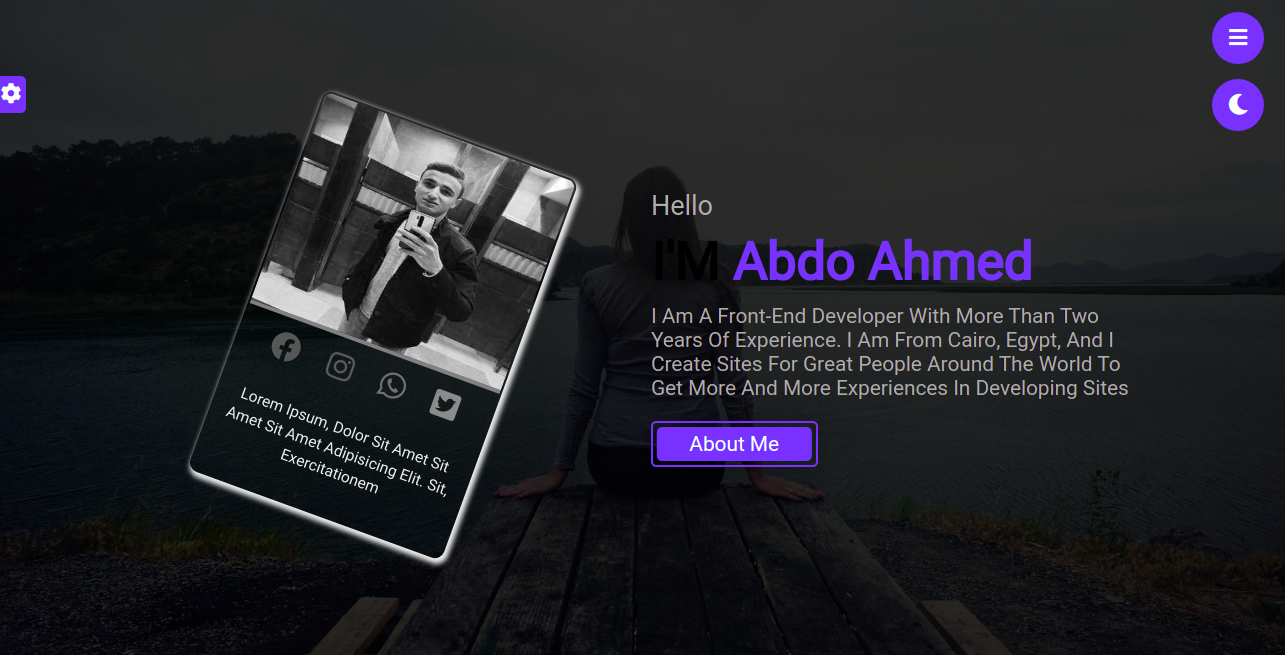 Hello
I'M Abdo Ahmed
I Am A Front-End Developer With More Than Two
Years Of Experience. I Am From Cairo, Egypt, And I
Create Sites For Great People Around The World To
Get More And More Experiences In Developing Sites
About Me
Lorem Ipsum, Dolor Sit Amet Sit
Amet Sit Amet Adipisicing Elit. Sit,
Exercitationem